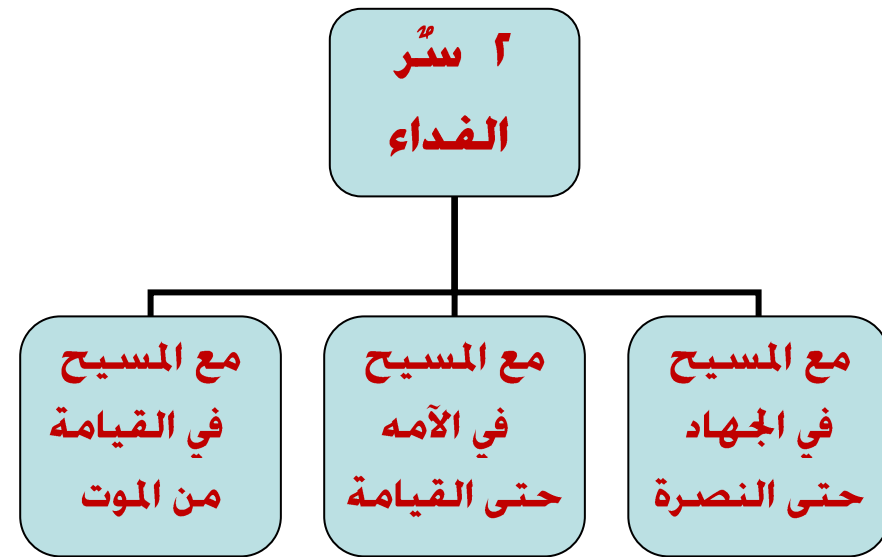 ٢ سّر
الفداء
مع المسيح
في الجهاد
حتى النصرة
مع المسيح
في الآمه
حتى القيامة
مع المسيح
في القيامة
من الموت